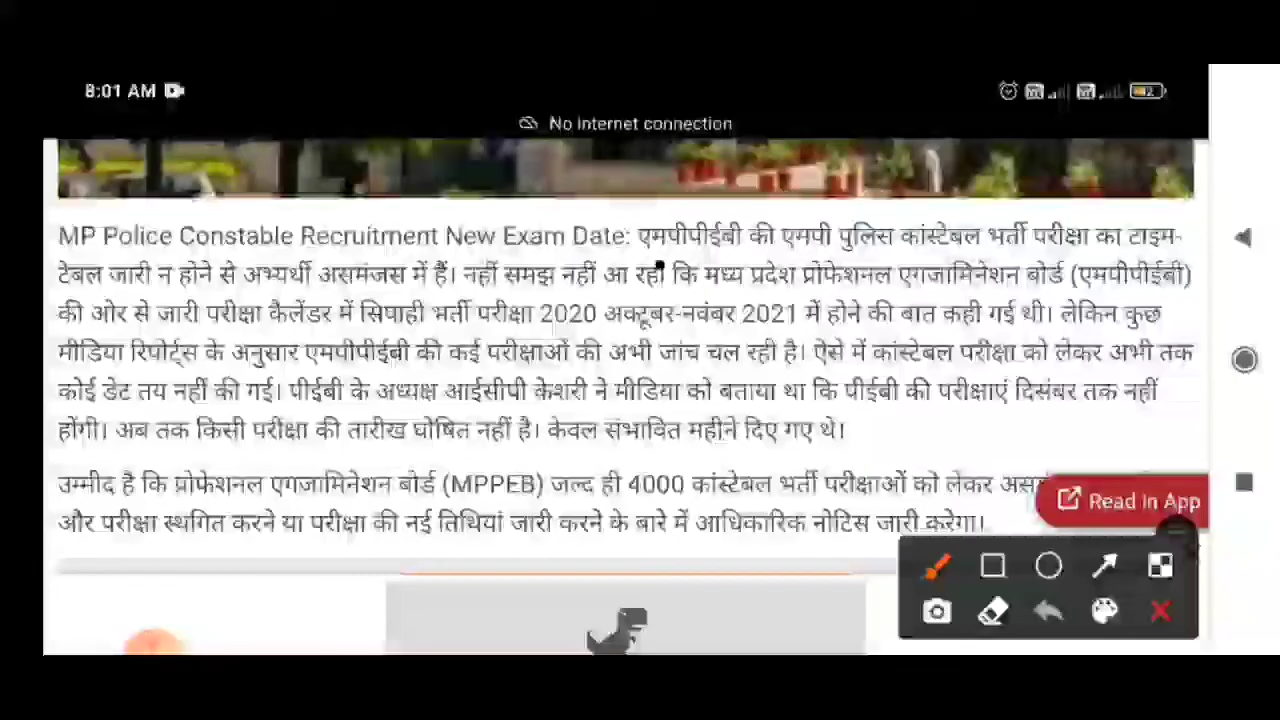 8:01 AM
No internet connection
MP Police Constable Recruitment New Exam Date: एमपीपीईबी की एमपी पुलिस कांस्टेबल भर्ती परीक्षा का टाइम-
टेबल जारी न होने से अभ्यर्थी असमंजस में हैं। नहीं समझ नहीं आ रहा कि मध्य प्रदेश प्रोफेशनल एगजामिनेशन बोर्ड (एमपीपीईबी)
की ओर से जारी परीक्षा कैलेंडर में सिपाही भर्ती परीक्षा 2020 अक्टूबर-नवंबर 2021 में होने की बात कही गई थी। लेकिन कुछ
मीडिया रिपोर्ट्स के अनुसार एमपीपीईबी की कई परीक्षाओं की अभी जांच चल रही है। ऐसे में कांस्टेबल परीक्षा को लेकर अभी तक
कोई डेट तय नहीं की गई। पीईबी के अध्यक्ष आईसीपी केशरी ने मीडिया को बताया था कि पीईबी की परीक्षाएं दिसंबर तक नहीं
होंगी। अब तक किसी परीक्षा की तारीख घोषित नहीं है। केवल संभावित महीने दिए गए थे।
उम्मीद है कि प्रोफेशनल एगजामिनेशन बोर्ड (MPPEB) जल्द ही 4000 कांस्टेबल भर्ती परीक्षाओं को लेकर
और परीक्षा स्थगित करने या परीक्षा की नई तिथियां जारी करने के बारे में आधिकारिक नोटिस जारी करेगा।
Read In App